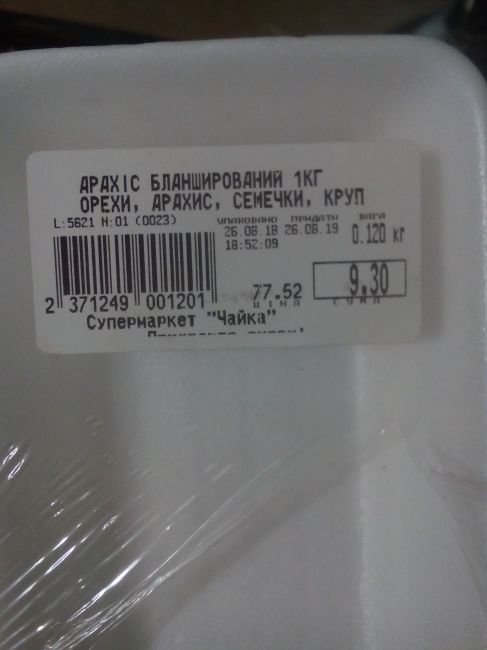 АРАХІС БЛАНШИРОВАНИЙ 1КГ
ОРЕХИ, АРАХИС, СЕМЕЧКИ, КРУП
L:5621 N:01 (0023)
УПАКОВАНО ПРИДАТН ВАГА
26.08.18 26.08.19 0.120 кг
18:52:09
77.52 9.30
ЦІНА СУМА
2 371249 001201
Супермаркет "Чайка"